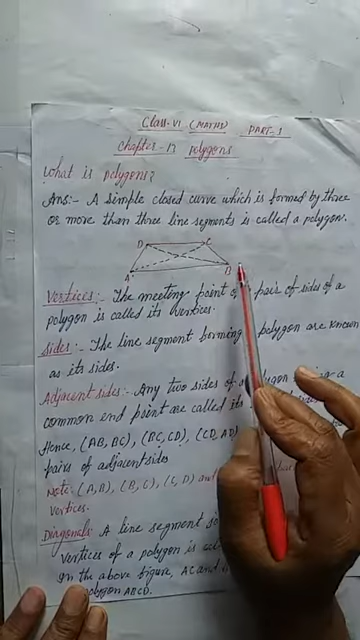 Class-VI (MATHS) PART-1
Chapter-17 Polygons
What is polygons?
Ans:- A simple closed curve which is formed by three
or more than three line segments is called a polygon.
D C
A B
Vertices:- The meeting point of pair of sides of a
polygon is called its vertices.
Sides:- The line segment forming polygon are known
as its sides.
Adjacent sides:- Any two sides of a
common end point are called its
Hence, (AB, BC), (BC, CD), (CD, AD)
pairs of adjacent sides
Note: (A, B), (B, C), (C, D) and
vertices.
Diagonals: A line segment
vertices of a polygon is
on the above figure, AC and
polygon ABCD.